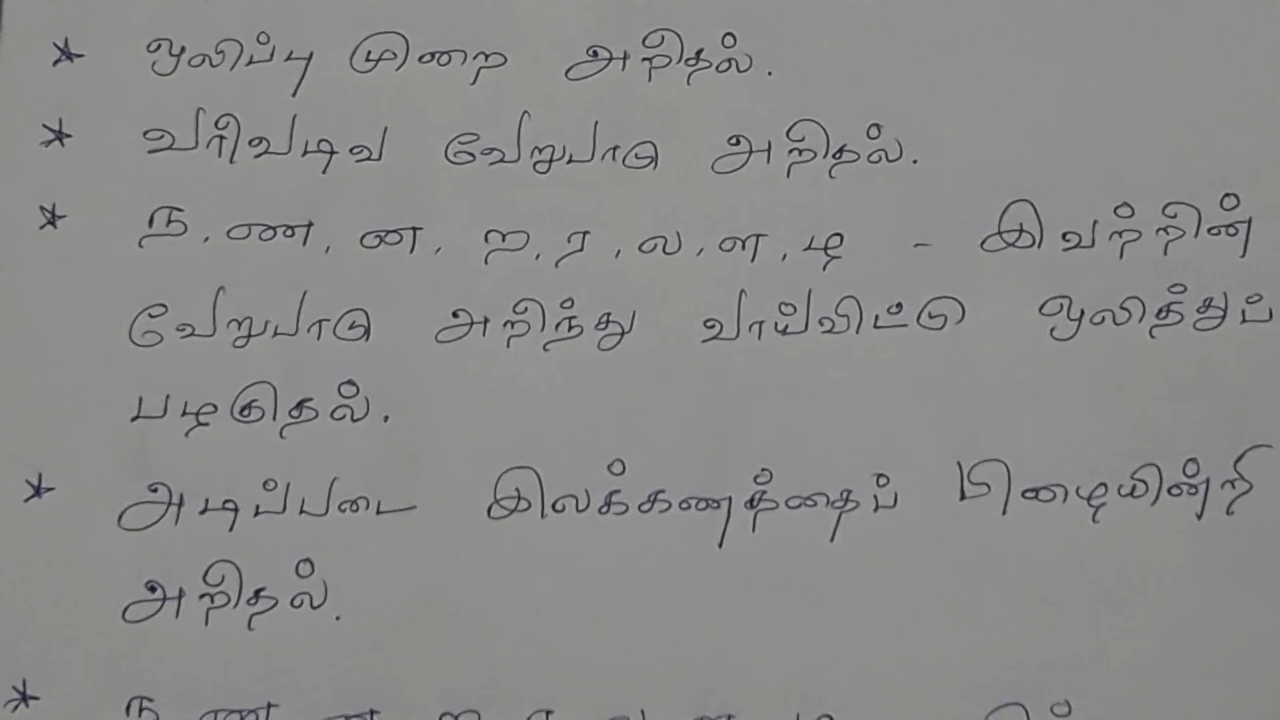 * ஒலிப்பு முறை அறிதல்.
* வரிவடிவ வேறுபாடு அறிதல்.
* ந, ண, ன, ற, ர, ல, ள, ழ - இவற்றின்
வேறுபாடு அறிந்து வாய்விட்டு ஒலித்துப்
பழகுதல்.
* அடிப்படை இலக்கணத்தைப் பிழையின்றி
அறிதல்.